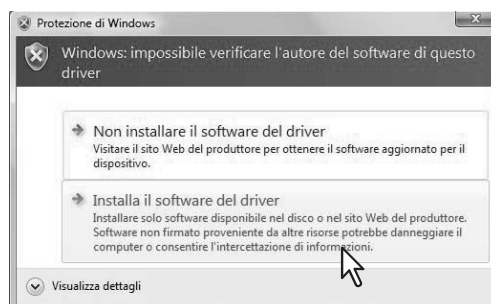 Protezione di Windows
Windows: impossibile verificare l'autore del software di questo
driver
Non installare il software del driver
Visitare il sito Web del produttore per ottenere il software aggiornato per il
dispositivo.
Installa il software del driver
Installare solo software disponibile nel disco o nel sito Web del produttore.
Software non firmato proveniente da altre risorse potrebbe danneggiare il
computer o consentire l'intercettazione di informazioni.
Visualizza dettagli